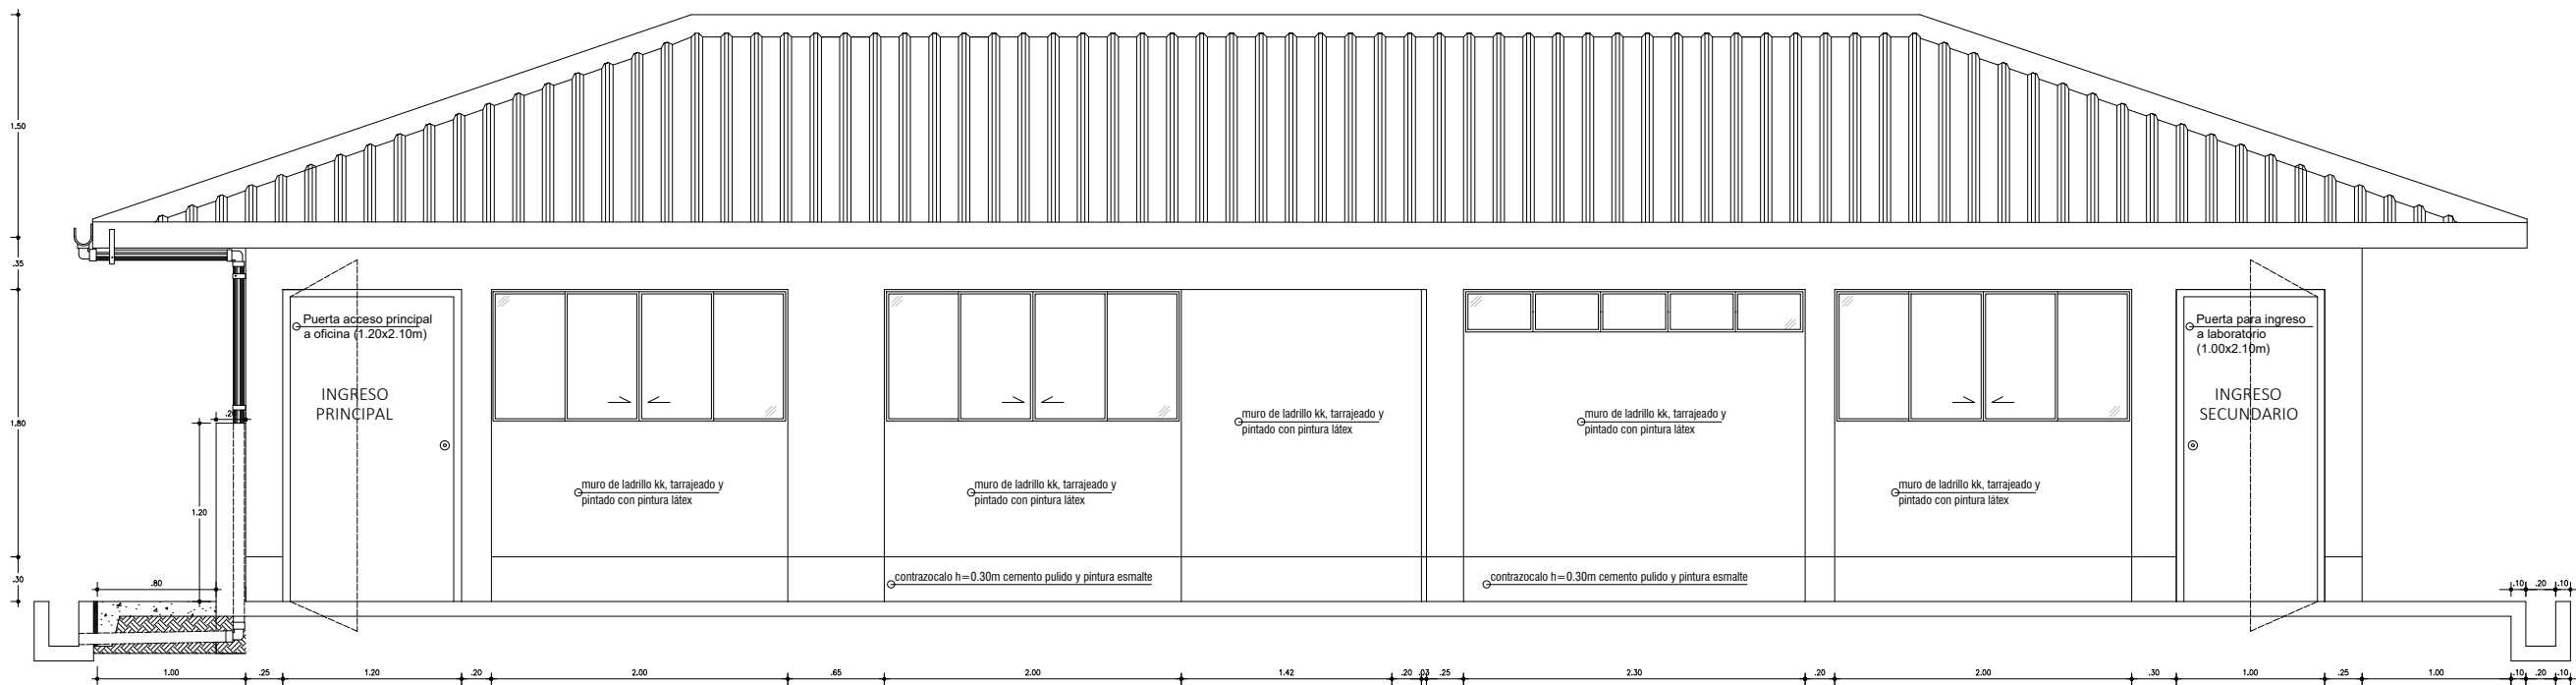 1.50
.35
1.80
.30
Puerta acceso principal
a oficina (1.20x2.10m)
INGRESO
PRINCIPAL
.20
1.20
.80
muro de ladrillo kk, tarrajeado y
pintado con pintura látex
muro de ladrillo kk, tarrajeado y
pintado con pintura látex
contrazocalo h=0.30m cemento pulido y pintura esmalte
muro de ladrillo kk, tarrajeado y
pintado con pintura látex
muro de ladrillo kk, tarrajeado y
pintado con pintura látex
contrazocalo h=0.30m cemento pulido y pintura esmalte
muro de ladrillo kk, tarrajeado y
pintado con pintura látex
Puerta para ingreso
a laboratorio
(1.00x2.10m)
INGRESO
SECUNDARIO
.10 .20 .10
1.00 .25 1.20 .20 2.00 .65 2.00 1.42 .20 .03 .25 2.30 .20 2.00 .30 1.00 .25 1.00 .10 .20 .10